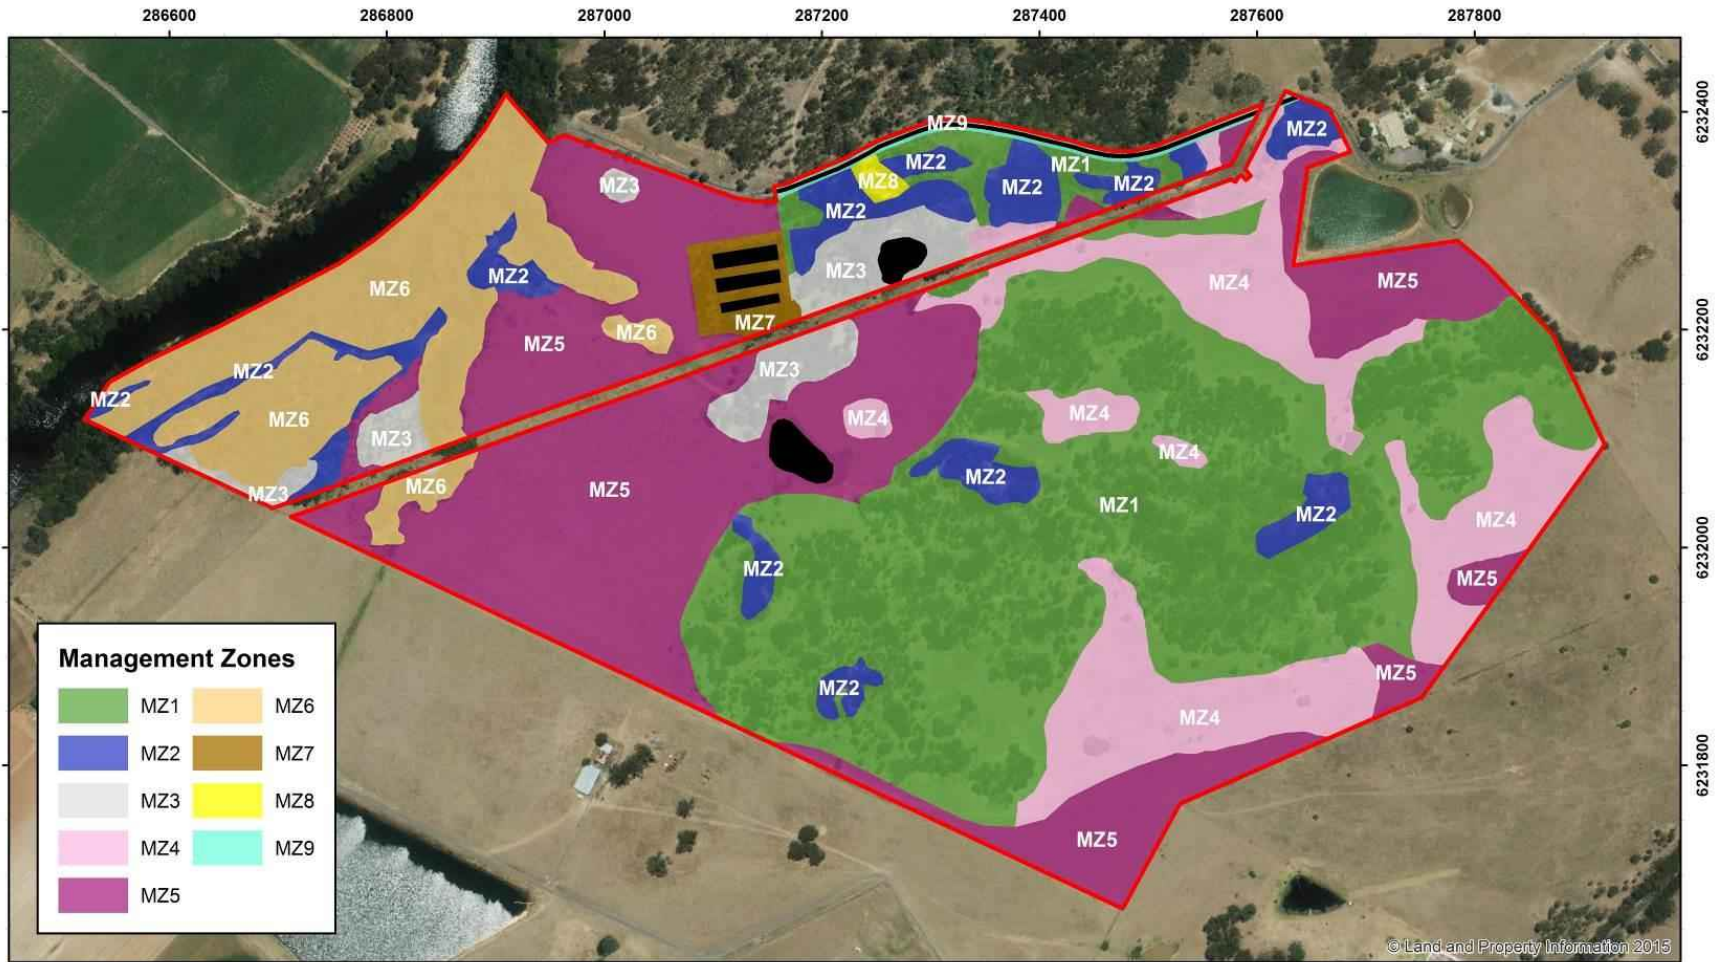 286600 286800 287000 287200 287400 287600 287800
6232400
6232200
6232000
6231800
MZ9
MZ2
MZ2
MZ1
MZ8
MZ2
MZ2
MZ3
MZ2
MZ3
MZ6
MZ2
MZ5
MZ6
MZ7
MZ4
MZ5
MZ2
MZ2
MZ6
MZ3
MZ3
MZ6
MZ3
MZ4
MZ5
MZ4
MZ4
MZ2
MZ1
MZ2
MZ4
MZ5
MZ2
MZ2
MZ5
MZ4
MZ5
Management Zones
MZ1 MZ6
MZ2 MZ7
MZ3 MZ8
MZ4 MZ9
MZ5
© Land and Property Information 2015